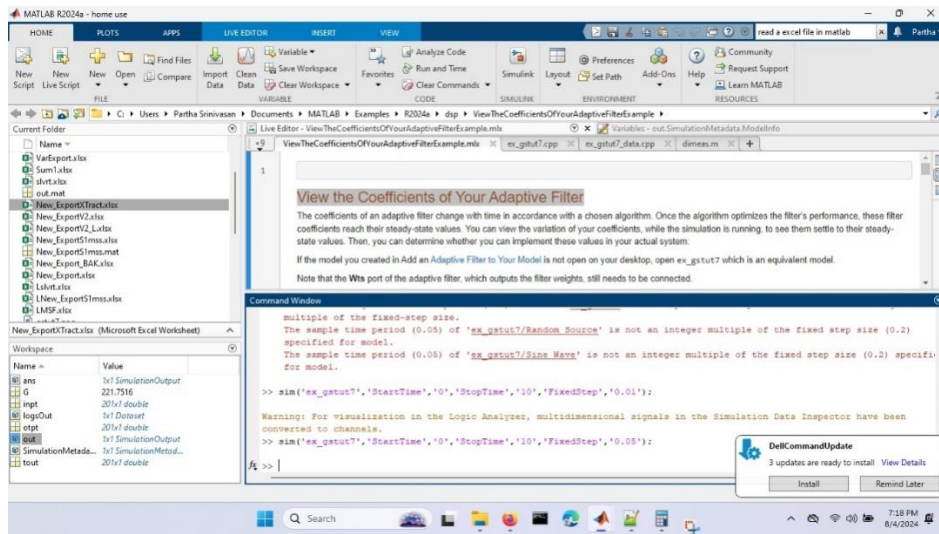 MATLAB R2024a - home use
HOME PLOTS APPS LIVE EDITOR INSERT VIEW read a excel file in matlab Partha
New Script New Live Script New Open Find Files Compare Import Data Clean Data Variable Save Workspace Clear Workspace Favorites Analyze Code Run and Time Clear Commands Simulink Layout Preferences Set Path Add-Ons Help Community Request Support Learn MATLAB
FILE VARIABLE CODE SIMULINK ENVIRONMENT RESOURCES
C: Users Partha Srinivasan Documents MATLAB Examples R2024a dsp ViewTheCoefficientsOfYourAdaptiveFilterExample
Current Folder
Name
VarExport.xlsx
Sum1.xlsx
slvrt.xlsx
out.mat
New_ExportXTract.xlsx
New_ExportV2.xlsx
New_ExportV2_L.xlsx
New_ExportS1mss.xlsx
New_ExportS1mss.mat
New_Export_BAK.xlsx
New_Export.xlsx
Lslvrt.xlsx
LNew_ExportS1mss.xlsx
LMSF.xlsx
New_ExportXTract.xlsx (Microsoft Excel Worksheet)
Workspace
Name Value
ans 1x1 SimulationOutput
G 221.7516
inpt 201x1 double
logsOut 1x1 Dataset
otpt 201x1 double
out 1x1 SimulationOutput
SimulationMetada... 1x1 SimulationMetad...
tout 201x1 double
Live Editor - ViewTheCoefficientsOfYourAdaptiveFilterExample.mlx Variables - out.SimulationMetadata.ModelInfo
+9 ViewTheCoefficientsOfYourAdaptiveFilterExample.mlx ex_gstut7.cpp ex_gstut7_data.cpp dimeas.m +
1
View the Coefficients of Your Adaptive Filter
The coefficients of an adaptive filter change with time in accordance with a chosen algorithm. Once the algorithm optimizes the filter's performance, these filter
coefficients reach their steady-state values. You can view the variation of your coefficients, while the simulation is running, to see them settle to their steady-
state values. Then, you can determine whether you can implement these values in your actual system:
If the model you created in Add an Adaptive Filter to Your Model is not open on your desktop, open ex_gstut7 which is an equivalent model.
Note that the Wts port of the adaptive filter, which outputs the filter weights, still needs to be connected.
Command Window
multiple of the fixed-step size.
The sample time period (0.05) of 'ex_gstut7/Random Source' is not an integer multiple of the fixed step size (0.2)
specified for model.
The sample time period (0.05) of 'ex_gstut7/Sine Wave' is not an integer multiple of the fixed step size (0.2) specifi
for model.
>> sim('ex_gstut7','StartTime','0','StopTime','10','FixedStep','0.01');
Warning: For visualization in the Logic Analyzer, multidimensional signals in the Simulation Data Inspector have been
converted to channels.
>> sim('ex_gstut7','StartTime','0','StopTime','10','FixedStep','0.05');
fx >>
DellCommandUpdate
3 updates are ready to install View Details
Install Remind Later
Search
7:18 PM
8/4/2024